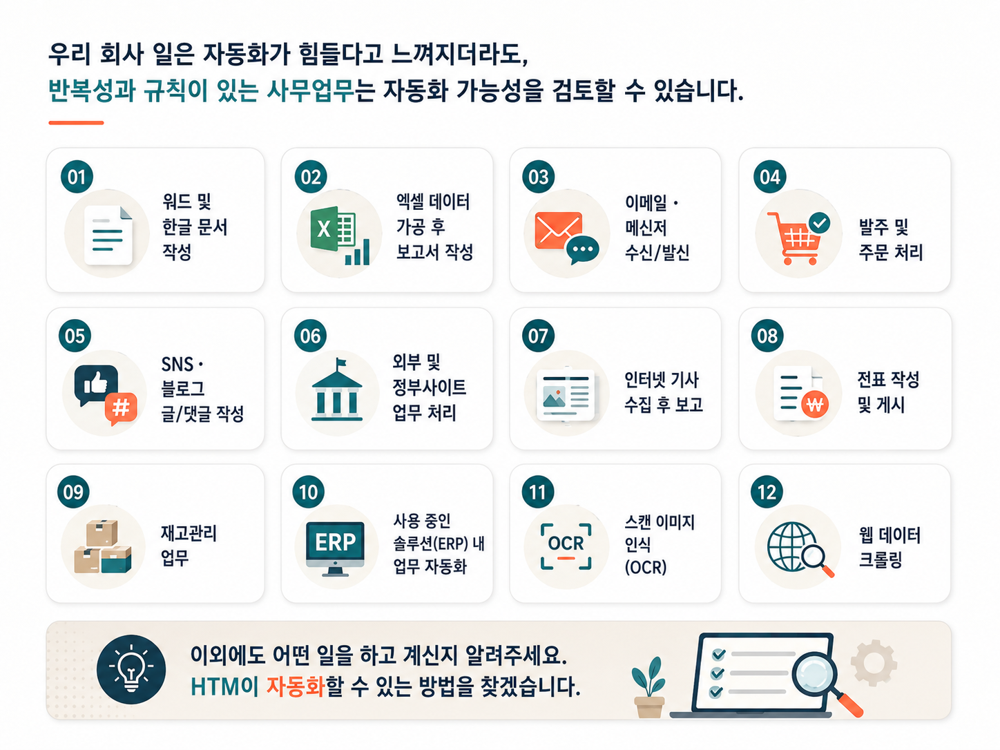 우리 회사 일은 자동화가 힘들다고 느껴지더라도,
반복성과 규칙이 있는 사무업무는 자동화 가능성을 검토할 수 있습니다.
01
워드 및
한글 문서
작성
02
X
엑셀 데이터
가공 후
보고서 작성
03
이메일 ·
메신저
수신/발신
04
발주 및
주문 처리
05
#
SNS ·
블로그
글/댓글 작성
06
외부 및
정부사이트
업무 처리
07
인터넷 기사
수집 후 보고
08
₩
전표 작성
및 게시
09
재고관리
업무
10
ERP
사용 중인
솔루션(ERP) 내
업무 자동화
11
OCR
스캔 이미지
인식
(OCR)
12
웹 데이터
크롤링
이외에도 어떤 일을 하고 계신지 알려주세요.
HTM이 자동화할 수 있는 방법을 찾겠습니다.